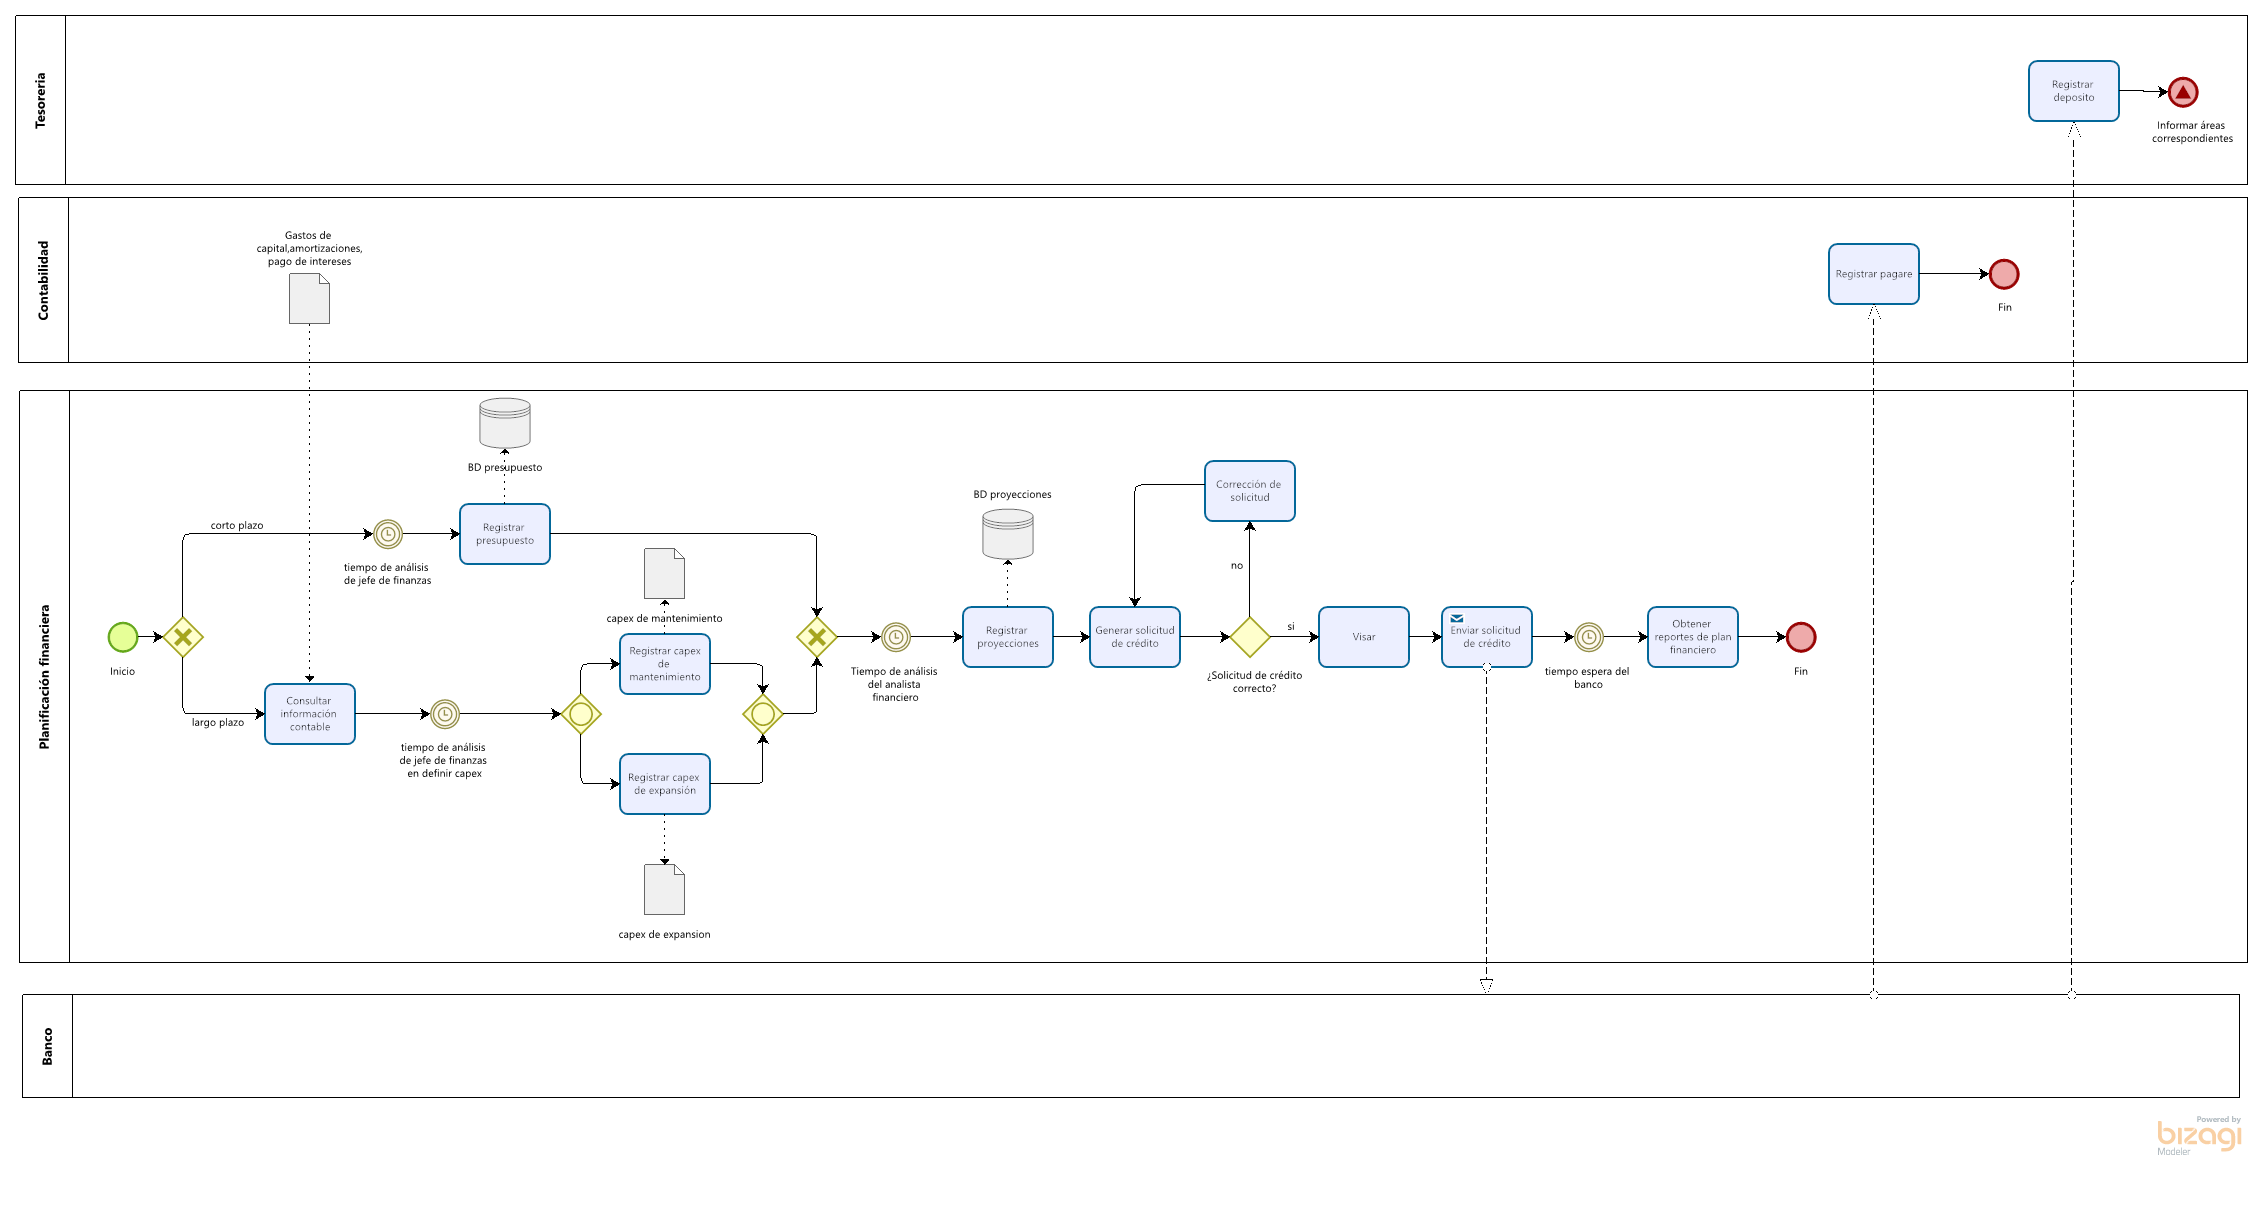 Tesoreria
Registrar
deposito
Informar áreas
correspondientes
Contabilidad
Gastos de
capital,amortizaciones,
pago de intereses
Registrar pagare
Fin
Planificación financiera
BD presupuesto
corto plazo
tiempo de análisis
de jefe de finanzas
Registrar
presupuesto
Inicio
largo plazo
Consultar
información
contable
tiempo de análisis
de jefe de finanzas
en definir capex
capex de mantenimiento
Registrar capex
de
mantenimiento
Registrar capex
de expansión
capex de expansion
Tiempo de análisis
del analista
financiero
BD proyecciones
Registrar
proyecciones
Generar solicitud
de crédito
Corrección de
solicitud
no
si
¿Solicitud de crédito
correcto?
Visar
Enviar solicitud
de crédito
tiempo espera del
banco
Obtener
reportes de plan
financiero
Fin
Banco
Powered by
bizagi
Modeler